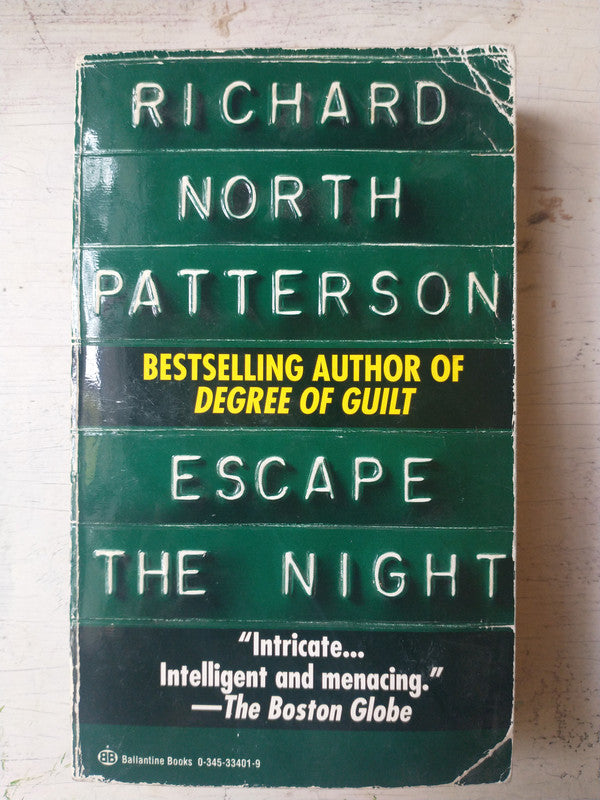 RICHARD
NORTH
PATTERSON
BESTSELLING AUTHOR OF
DEGREE OF GUILT
ESCAPE
THE NIGHT
"Intricate...
Intelligent and menacing."
—The Boston Globe
BB Ballantine Books 0-345-33401-9